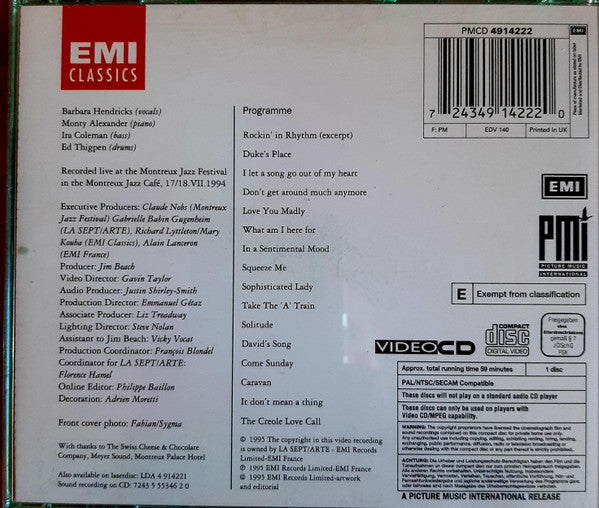 EMI
CLASSICS
Barbara Hendricks (vocals)
Monty Alexander (piano)
Ira Coleman (bass)
Ed Thigpen (drums)
Recorded live at the Montreux Jazz Festival
in the Montreux Jazz Café, 17/18.VII.1994
Executive Producers: Claude Nobs (Montreux
Jazz Festival) Gabrielle Babin Gugenheim
(LA SEPT/ARTE), Richard Lyttleton/Mary
Kouba (EMI Classics), Alain Lanceron
(EMI France)
Producer: Jim Beach
Video Director: Gavin Taylor
Audio Producer: Justin Shirley-Smith
Production Director: Emmanuel Gétaz
Associate Producer: Liz Treadway
Lighting Director: Steve Nolan
Assistant to Jim Beach: Vicky Vocat
Production Coordinator: François Blondel
Coordinator for LA SEPT/ARTE:
Florence Hamel
Online Editor: Philippe Baillon
Decoration: Adrien Moretti
Front cover photo: Fabian/Sygma
With thanks to The Swiss Cheese & Chocolate
Company, Meyer Sound, Montreux Palace Hotel
Also available on laserdisc: LDA 4 914221
Sound recording on CD: 7243 5 55346 2 0
Programme
Rockin' in Rhythm (excerpt)
Duke's Place
I let a song go out of my heart
Don't get around much anymore
Love You Madly
What am I here for
In a Sentimental Mood
Squeeze Me
Sophisticated Lady
Take The 'A' Train
Solitude
David's Song
Come Sunday
Caravan
It don't mean a thing
The Creole Love Call
© 1995 The copyright in this video recording
is owned by LA SEPT/ARTE - EMI Records
Limited-EMI France
℗ 1995 EMI Records Limited-EMI France
© 1995 EMI Records Limited-artwork
and editorial
PMCD 4914222
7 24349 14222 0
F: PM
EDV 140
Printed in UK
EMI
EMI
PMi
PICTURE MUSIC
INTERNATIONAL
E Exempt from classification
VIDEO CD
COMPACT
disc
DIGITAL VIDEO
Freigegeben
ohne
Altersbeschränkung
gemäß § 7
JÖSchG
FSK
Approx. total running time 59 minutes
1 disc
PAL/NTSC/SECAM Compatible
These discs will not play on a standard audio CD player
These discs can only be used on players with
Video CD/MPEG capability.
A PICTURE MUSIC INTERNATIONAL RELEASE